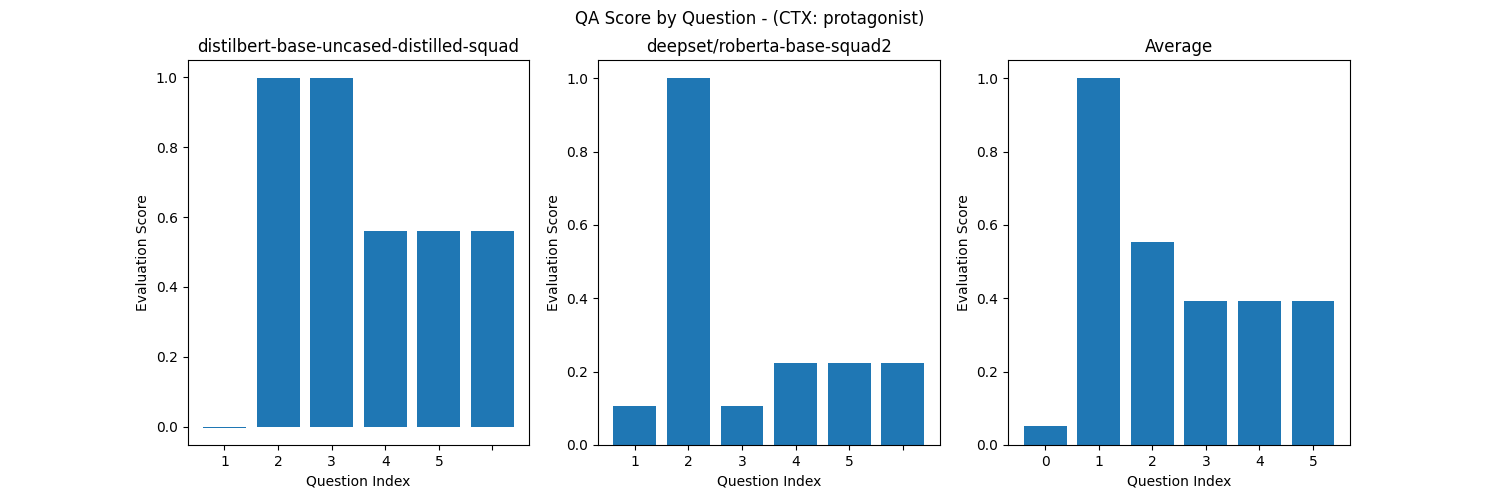 QA Score by Question - (CTX: protagonist)
distilbert-base-uncased-distilled-squad
1.0
0.8
0.6
0.4
0.2
0.0
Evaluation Score
1 2 3 4 5
Question Index
deepset/roberta-base-squad2
1.0
0.8
0.6
0.4
0.2
0.0
Evaluation Score
1 2 3 4 5
Question Index
Average
1.0
0.8
0.6
0.4
0.2
0.0
Evaluation Score
0 1 2 3 4 5
Question Index